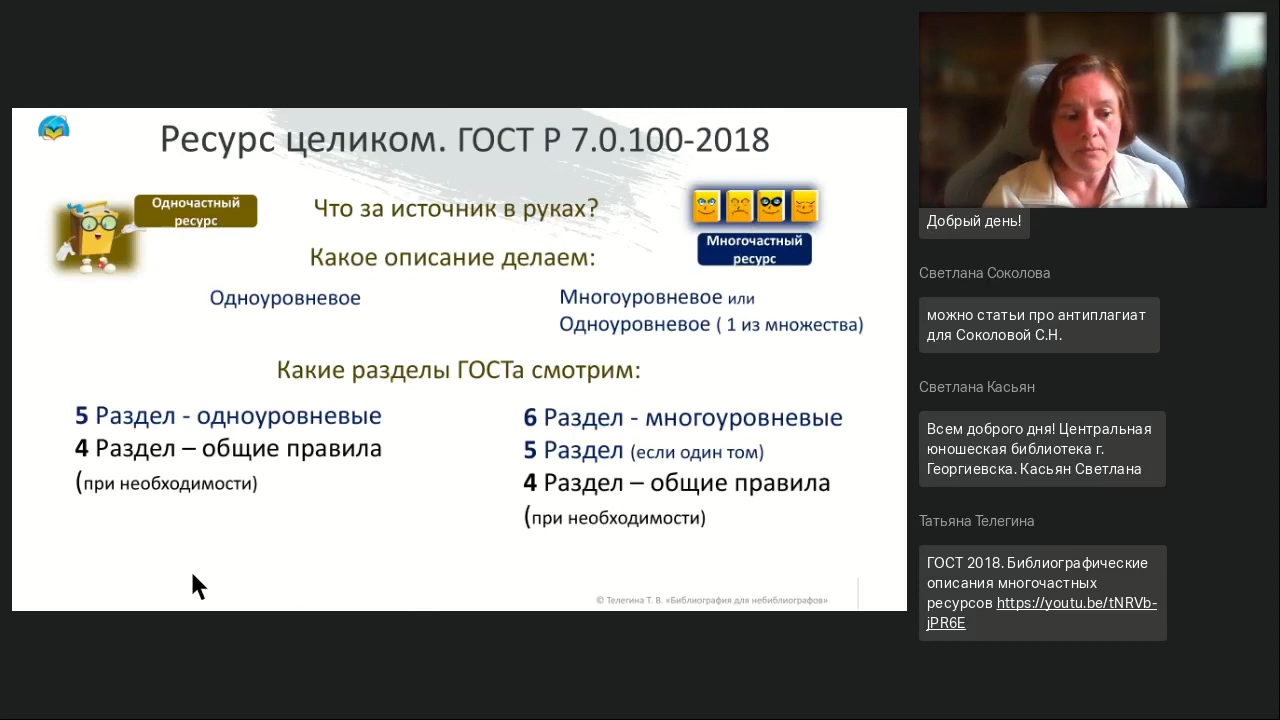 Ресурс целиком. ГОСТ Р 7.0.100-2018
Одночастный
ресурс
Что за источник в руках?
Многочастный
ресурс
Какое описание делаем:
Одноуровневое
Многоуровневое или
Одноуровневое ( 1 из множества)
Какие разделы ГОСТа смотрим:
5 Раздел - одноуровневые
4 Раздел – общие правила
(при необходимости)
6 Раздел - многоуровневые
5 Раздел (если один том)
4 Раздел – общие правила
(при необходимости)
© Телегина Т. В. «Библиография для небиблиографов»
Добрый день!
Светлана Соколова
можно статьи про антиплагиат
для Соколовой С.Н.
Светлана Касьян
Всем доброго дня! Центральная
юношеская библиотека г.
Георгиевска. Касьян Светлана
Татьяна Телегина
ГОСТ 2018. Библиографические
описания многочастных
ресурсов https://youtu.be/tNRVb-
jPR6E